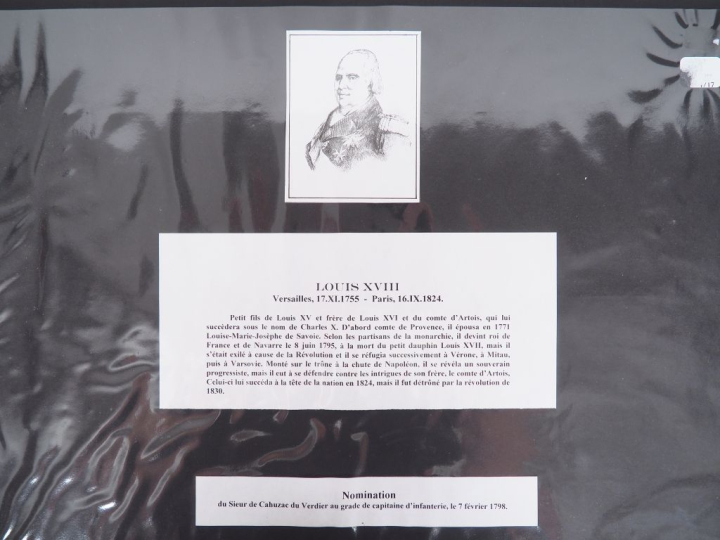 LOUIS XVIII
Versailles, 17.XI.1755 - Paris, 16.IX.1824.
Petit fils de Louis XV et frère de Louis XVI et du comte d'Artois, qui lui
succèdera sous le nom de Charles X. D'abord comte de Provence, il épousa en 1771
Louise-Marie-Josèphe de Savoie. Selon les partisans de la monarchie, il devint roi de
France et de Navarre le 8 juin 1795, à la mort du petit dauphin Louis XVII, mais il
s'était exilé à cause de la Révolution et il se réfugia successivement à Vérone, à Mitau,
puis à Varsovie. Monté sur le trône à la chute de Napoléon, il se révéla un souverain
progressiste, mais il eut à se défendre contre les intrigues de son frère, le comte d'Artois.
Celui-ci lui succéda à la tête de la nation en 1824, mais il fut détrôné par la révolution de
1830.
Nomination
du Sieur de Cahuzac du Verdier au grade de capitaine d'infanterie, le 7 février 1798.